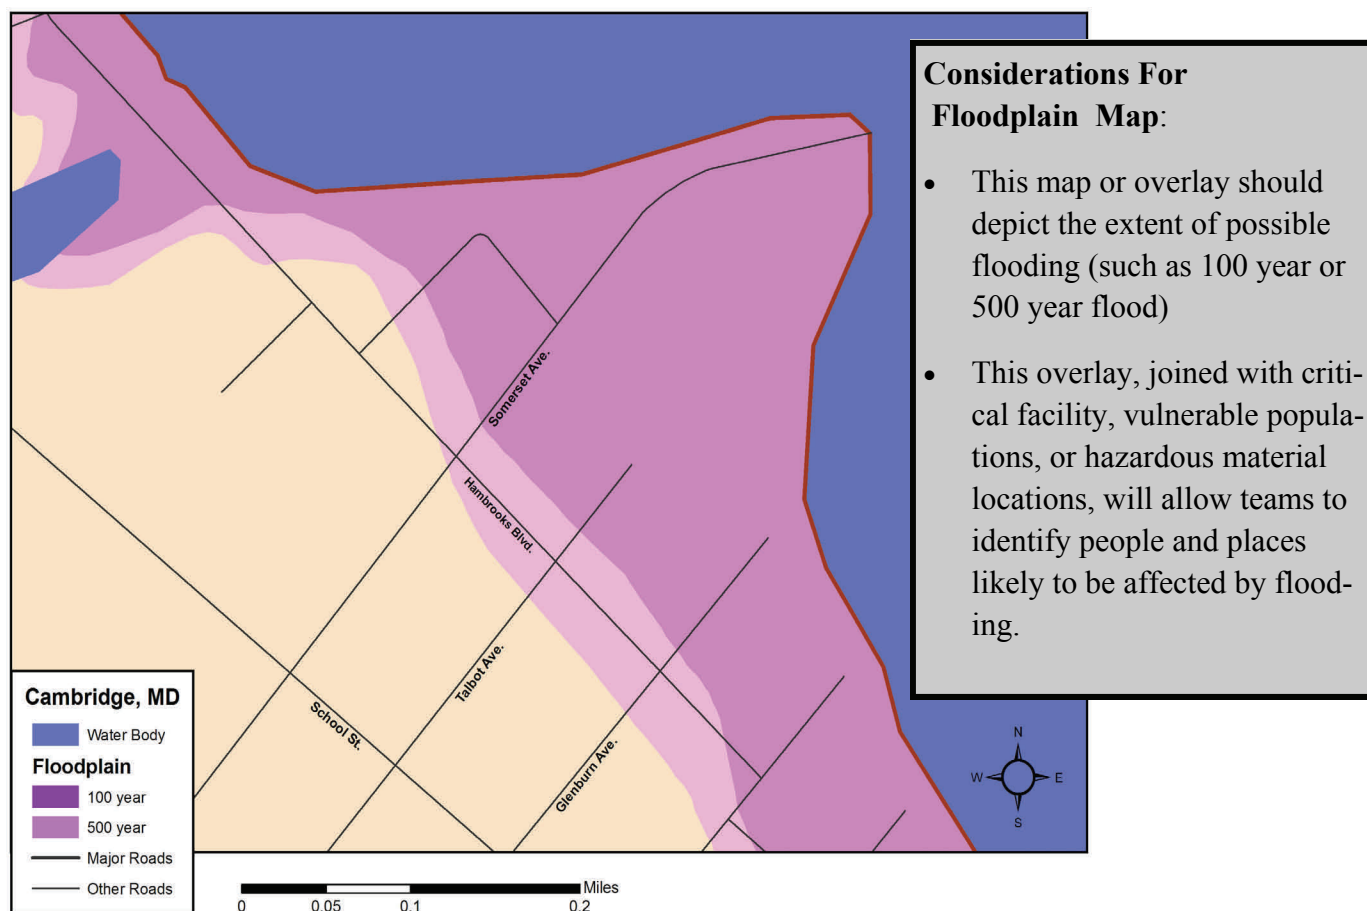 Considerations For
Floodplain Map:
• This map or overlay should
depict the extent of possible
flooding (such as 100 year or
500 year flood)
• This overlay, joined with criti-
cal facility, vulnerable popula-
tions, or hazardous material
locations, will allow teams to
identify people and places
likely to be affected by flood-
ing.
Somerset Ave.
Hambrooks Blvd.
Talbot Ave.
School St.
Glenburn Ave.
Cambridge, MD
Water Body
Floodplain
100 year
500 year
Major Roads
Other Roads
N
W E
S
Miles
0 0.05 0.1 0.2